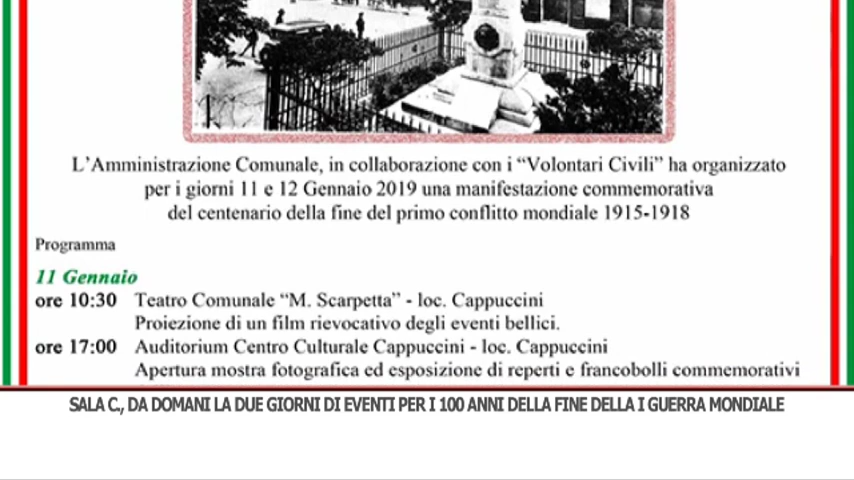 L'Amministrazione Comunale, in collaborazione con i “Volontari Civili” ha organizzato
per i giorni 11 e 12 Gennaio 2019 una manifestazione commemorativa
del centenario della fine del primo conflitto mondiale 1915-1918
Programma
11 Gennaio
ore 10:30 Teatro Comunale “M. Scarpetta” - loc. Cappuccini
Proiezione di un film rievocativo degli eventi bellici.
ore 17:00 Auditorium Centro Culturale Cappuccini - loc. Cappuccini
Apertura mostra fotografica ed esposizione di reperti e francobolli commemorativi
SALA C., DA DOMANI LA DUE GIORNI DI EVENTI PER I 100 ANNI DELLA FINE DELLA I GUERRA MONDIALE